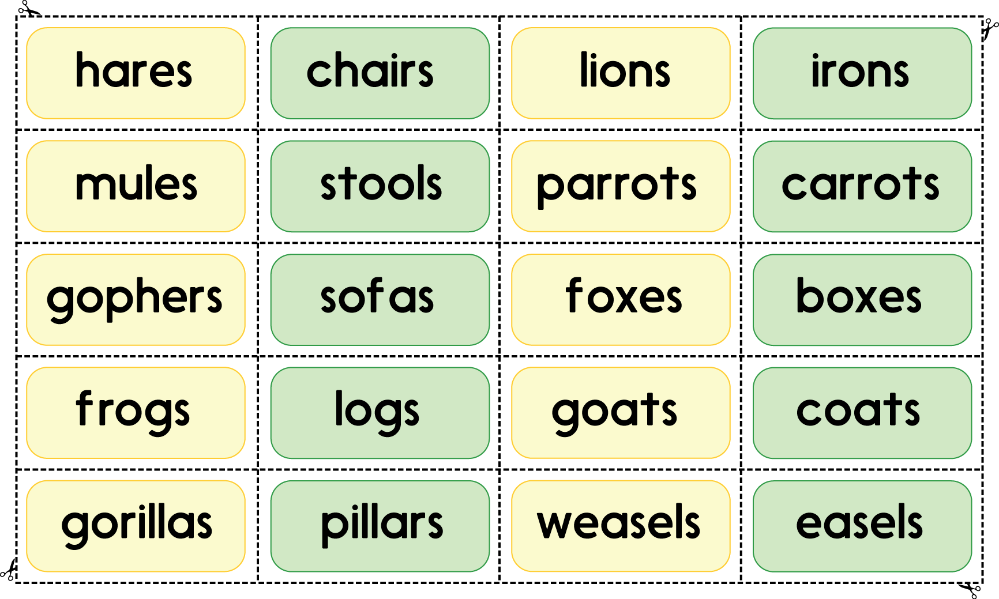 hares chairs lions irons
mules stools parrots carrots
gophers sofas foxes boxes
frogs logs goats coats
gorillas pillars weasels easels